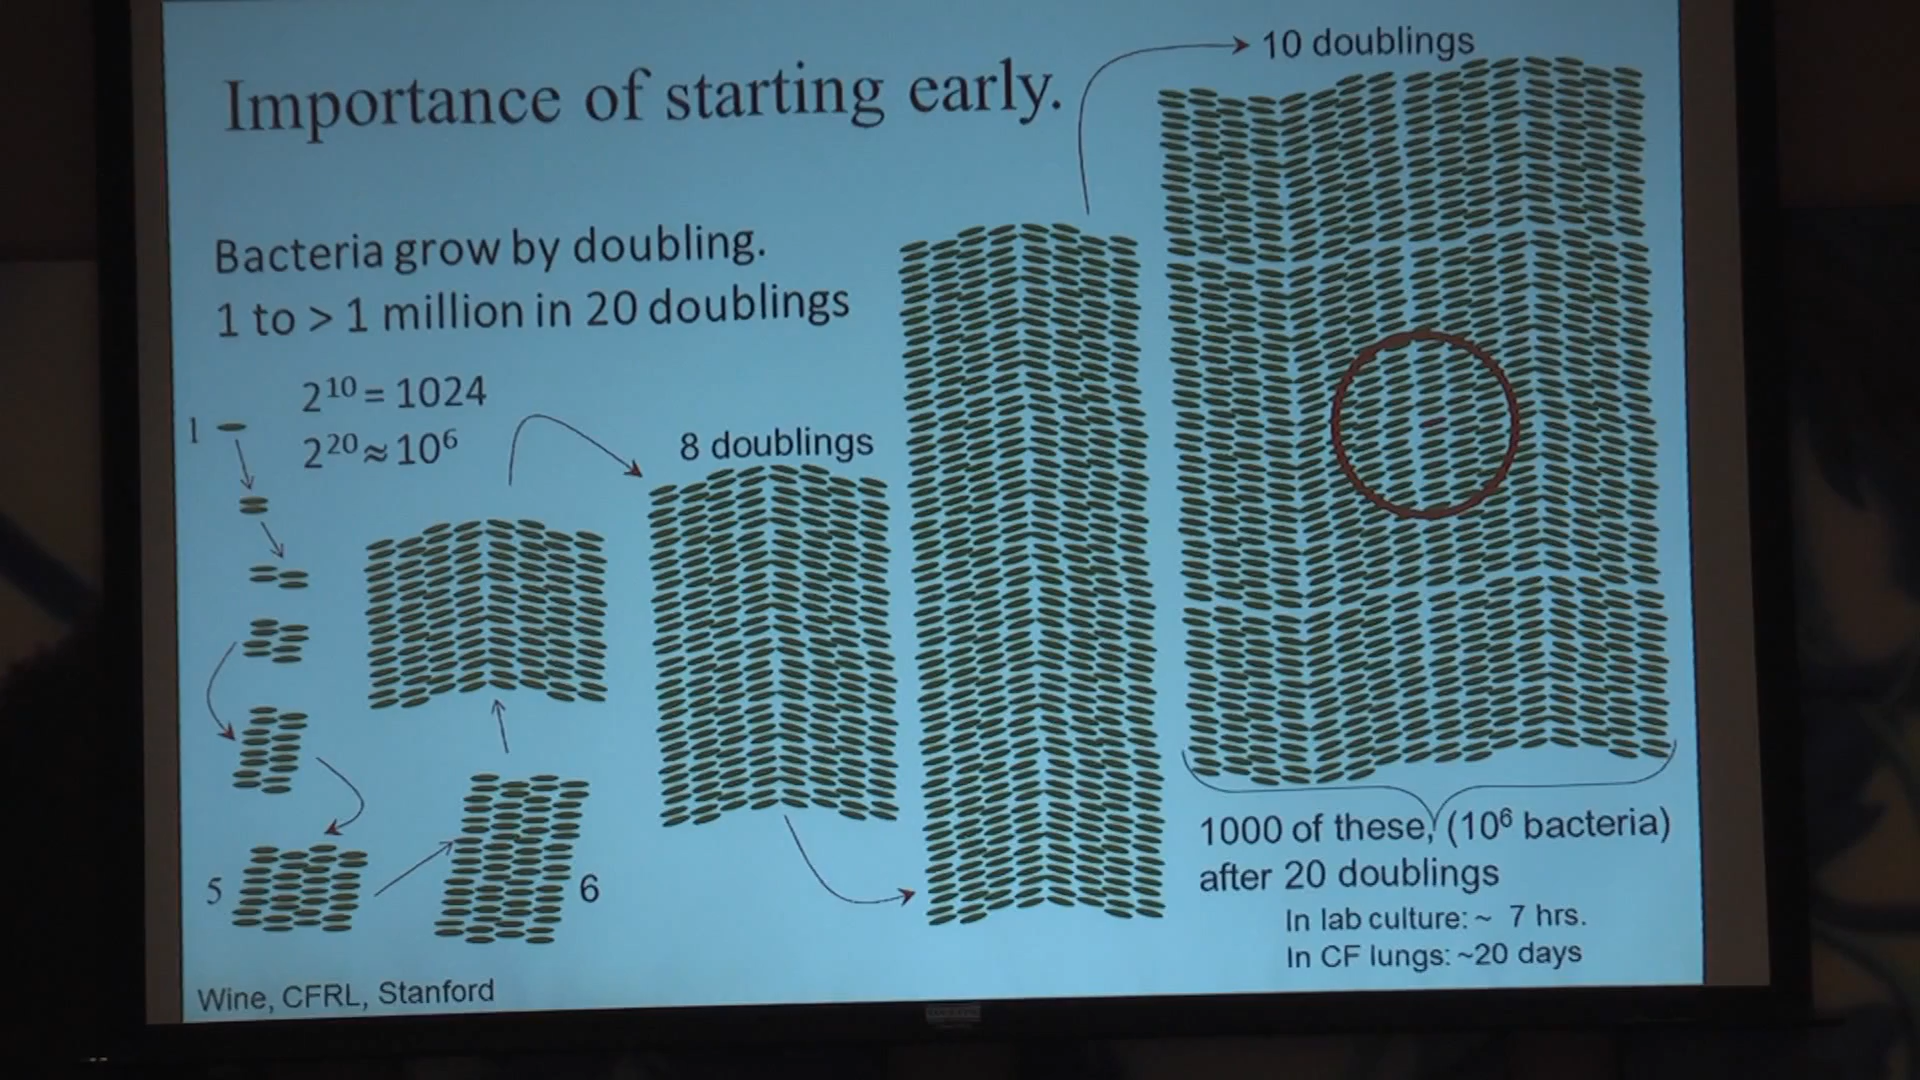 Importance of starting early.
Bacteria grow by doubling.
1 to > 1 million in 20 doublings
2¹⁰ = 1024
2²⁰ ≈ 10⁶
1
5
6
8 doublings
10 doublings
1000 of these, (10⁶ bacteria)
after 20 doublings
In lab culture: ~ 7 hrs.
In CF lungs: ~20 days
Wine, CFRL, Stanford